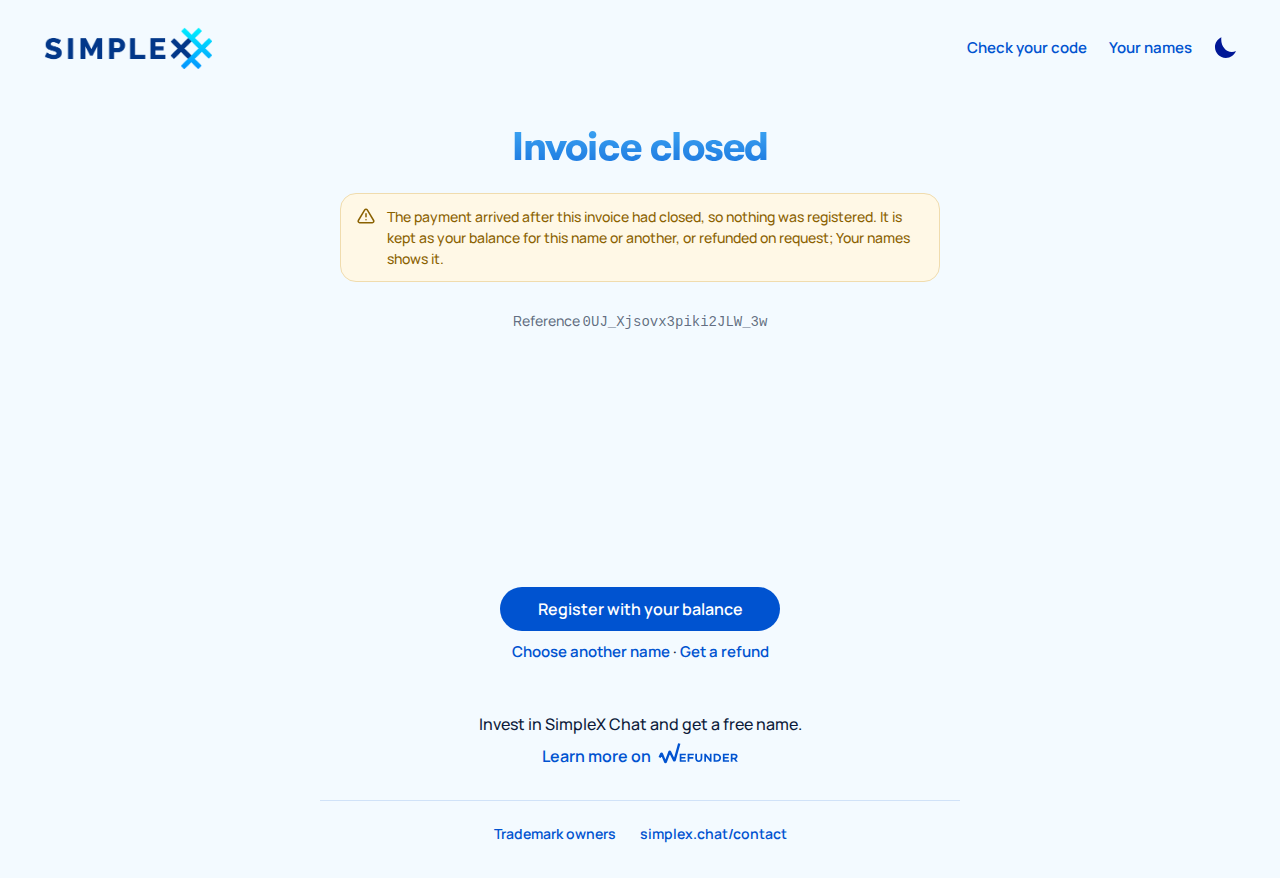 SIMPLEX
Check your code
Your names
Invoice closed
The payment arrived after this invoice had closed, so nothing was registered. It is
kept as your balance for this name or another, or refunded on request; Your names
shows it.
Reference 0UJ_Xjsovx3piki2JLW_3w
Register with your balance
Choose another name · Get a refund
Invest in SimpleX Chat and get a free name.
Learn more on WEFUNDER
Trademark owners
simplex.chat/contact